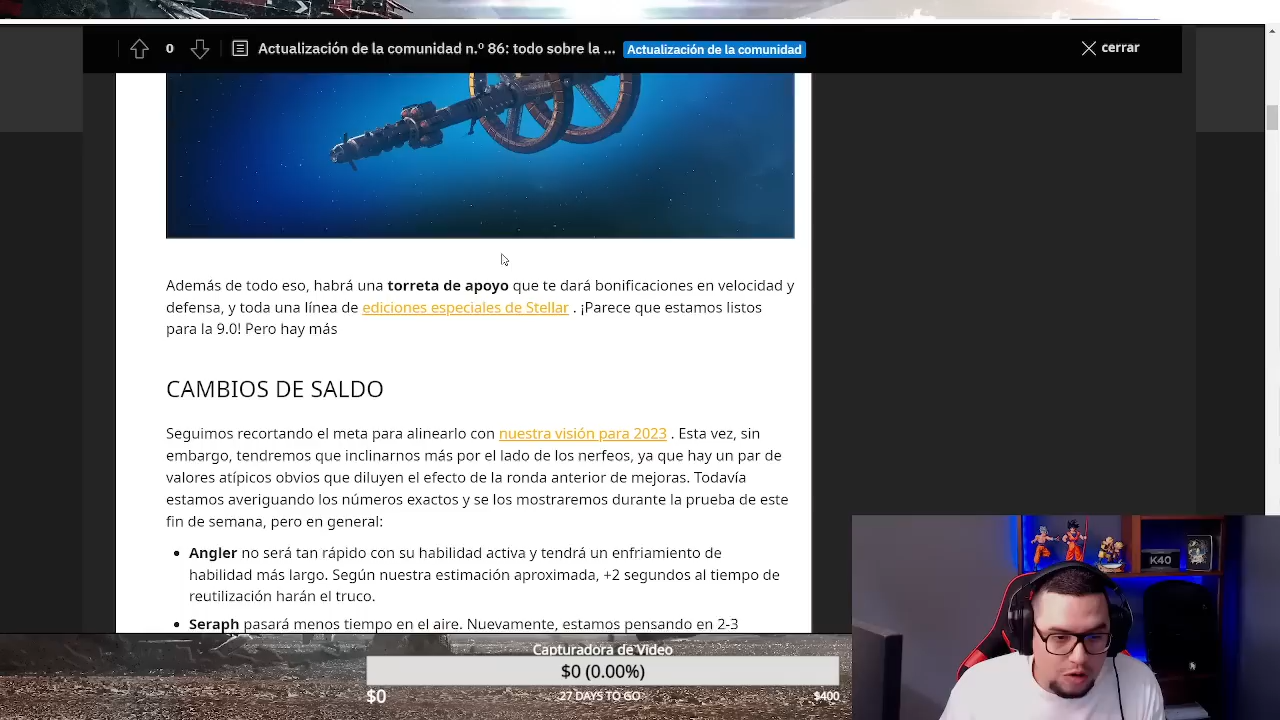 0
Actualización de la comunidad n.º 86: todo sobre la ...
Actualización de la comunidad
cerrar
Además de todo eso, habrá una torreta de apoyo que te dará bonificaciones en velocidad y
defensa, y toda una línea de ediciones especiales de Stellar . ¡Parece que estamos listos
para la 9.0! Pero hay más
CAMBIOS DE SALDO
Seguimos recortando el meta para alinearlo con nuestra visión para 2023 . Esta vez, sin
embargo, tendremos que inclinarnos más por el lado de los nerfeos, ya que hay un par de
valores atípicos obvios que diluyen el efecto de la ronda anterior de mejoras. Todavía
estamos averiguando los números exactos y se los mostraremos durante la prueba de este
fin de semana, pero en general:
Angler no será tan rápido con su habilidad activa y tendrá un enfriamiento de
habilidad más largo. Según nuestra estimación aproximada, +2 segundos al tiempo de
reutilización harán el truco.
Seraph pasará menos tiempo en el aire. Nuevamente, estamos pensando en 2-3
K40
Capturadora de Video
$0 (0.00%)
$0
27 DAYS TO GO
$400